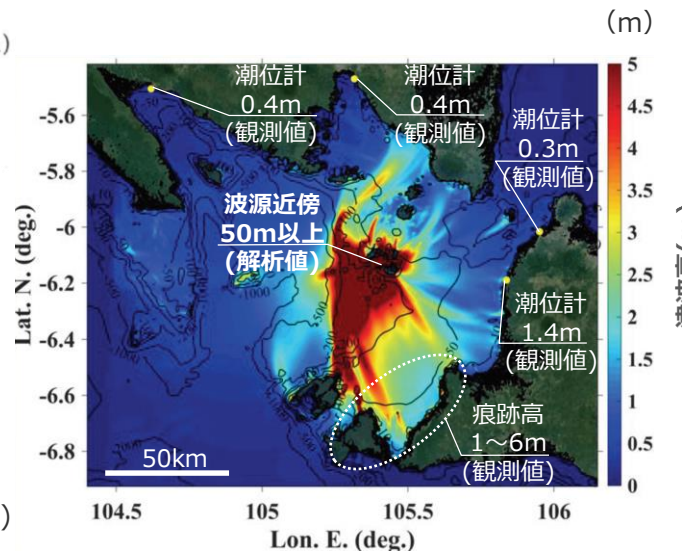 (m)
潮位計
0.4m
(観測値)
潮位計
0.4m
(観測値)
潮位計
0.3m
(観測値)
波源近傍
50m以上
(解析値)
潮位計
1.4m
(観測値)
痕跡高
1～6m
(観測値)
50km
-1000
-5.6
-5.8
-6
-6.2
-6.4
-6.6
-6.8
Lat. N. (deg.)
104.5
105
105.5
106
Lon. E. (deg.)
5
4.5
4
3.5
3
2.5
2
1.5
1
0.5
0